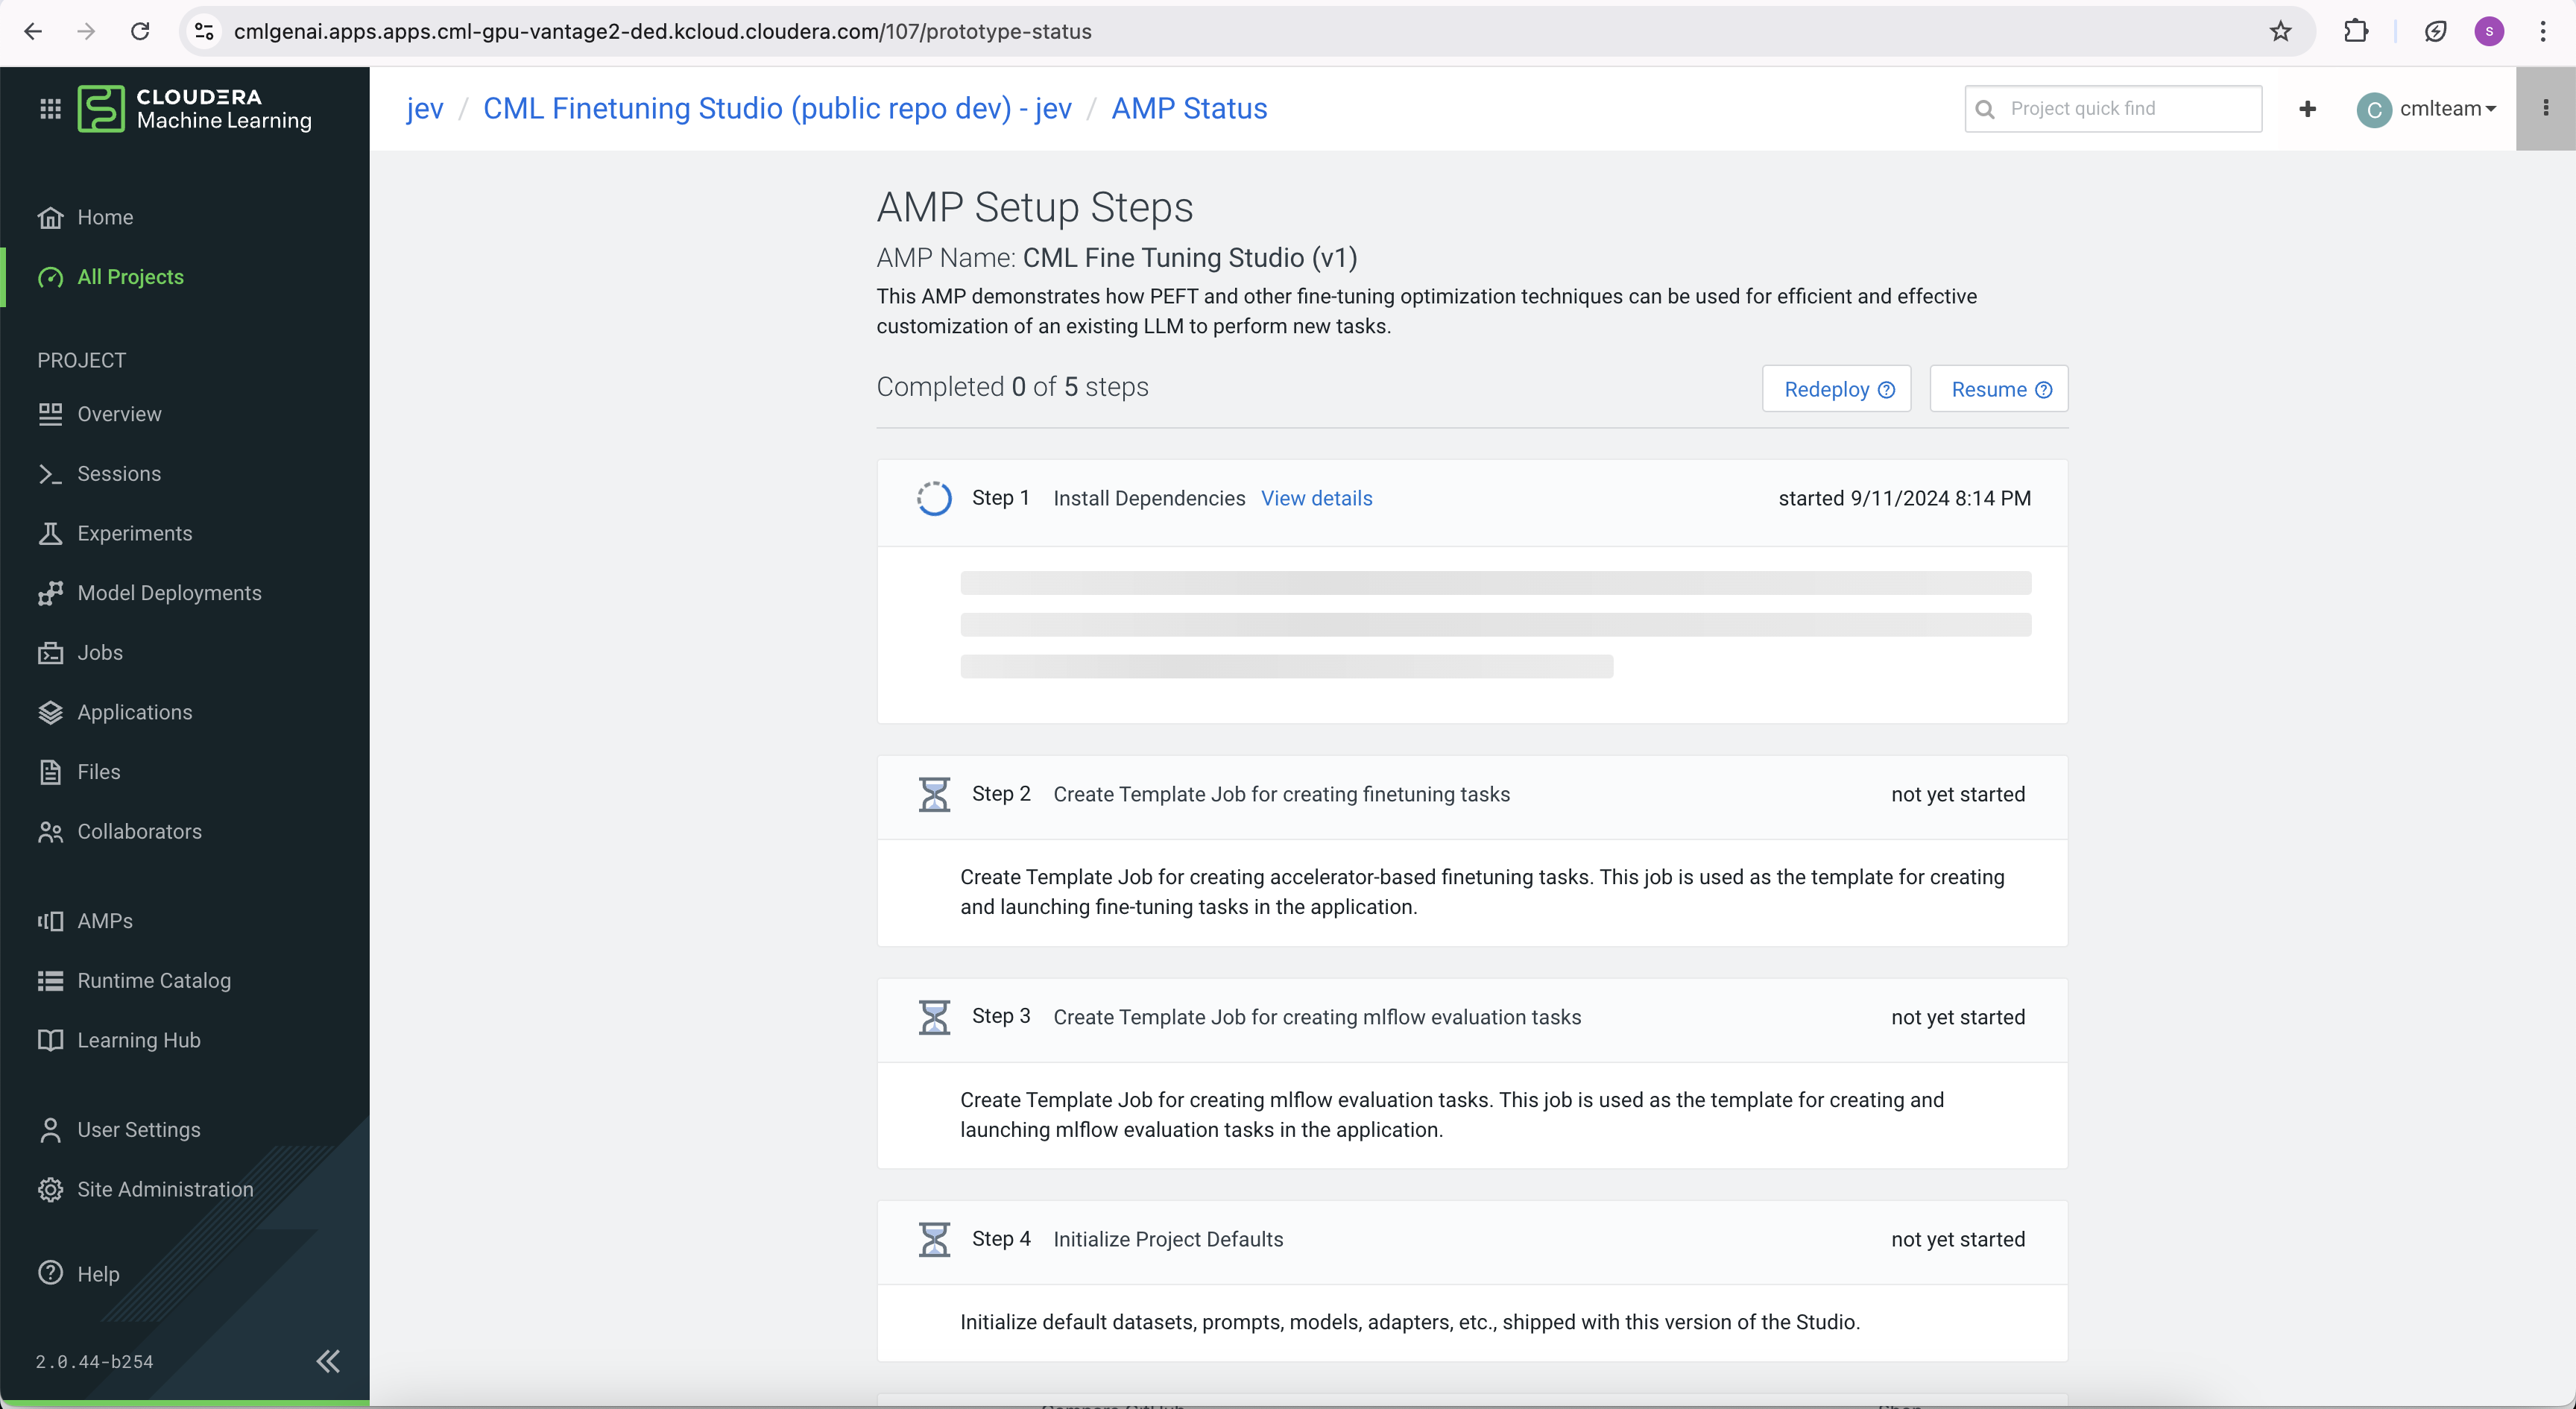 cmlgenai.apps.apps.cml-gpu-vantage2-ded.kcloud.cloudera.com/107/prototype-status
S
CLOUDERA
Machine Learning
jev / CML Finetuning Studio (public repo dev) - jev / AMP Status
Project quick find
C
cmlteam
Home
All Projects
PROJECT
Overview
Sessions
Experiments
Model Deployments
Jobs
Applications
Files
Collaborators
AMPs
Runtime Catalog
Learning Hub
User Settings
Site Administration
Help
2.0.44-b254
AMP Setup Steps
AMP Name: CML Fine Tuning Studio (v1)
This AMP demonstrates how PEFT and other fine-tuning optimization techniques can be used for efficient and effective
customization of an existing LLM to perform new tasks.
Completed 0 of 5 steps
Redeploy
Resume
Step 1 Install Dependencies View details started 9/11/2024 8:14 PM
Step 2 Create Template Job for creating finetuning tasks not yet started
Create Template Job for creating accelerator-based finetuning tasks. This job is used as the template for creating
and launching fine-tuning tasks in the application.
Step 3 Create Template Job for creating mlflow evaluation tasks not yet started
Create Template Job for creating mlflow evaluation tasks. This job is used as the template for creating and
launching mlflow evaluation tasks in the application.
Step 4 Initialize Project Defaults not yet started
Initialize default datasets, prompts, models, adapters, etc., shipped with this version of the Studio.